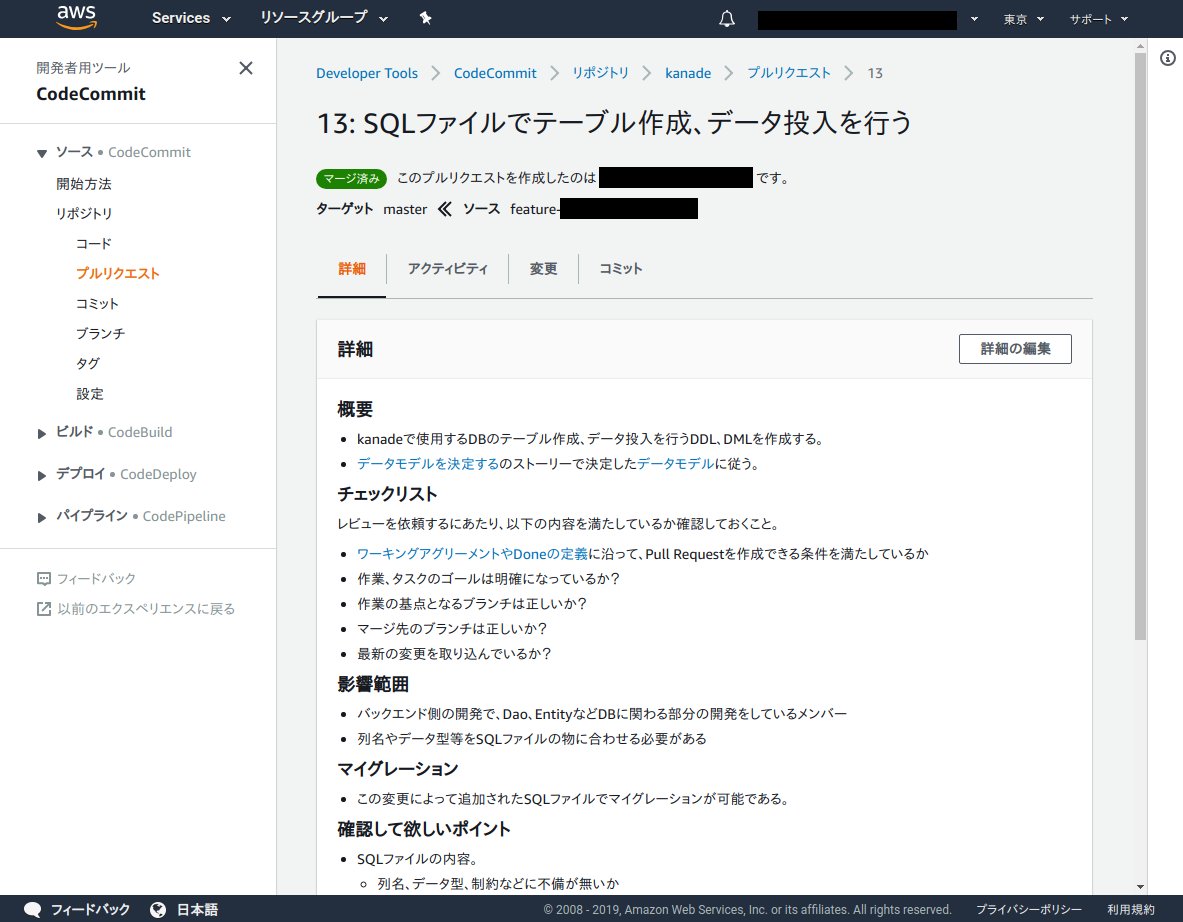 aws Services リソースグループ 東京 サポート
開発者用ツール
CodeCommit
ソース • CodeCommit
開始方法
リポジトリ
コード
プルリクエスト
コミット
ブランチ
タグ
設定
ビルド • CodeBuild
デプロイ • CodeDeploy
パイプライン • CodePipeline
フィードバック
以前のエクスペリエンスに戻る
Developer Tools CodeCommit リポジトリ kanade プルリクエスト 13
13: SQLファイルでテーブル作成、データ投入を行う
マージ済み このプルリクエストを作成したのは です。
ターゲット master ソース feature-
詳細 アクティビティ 変更 コミット
詳細 詳細の編集
概要
• kanadeで使用するDBのテーブル作成、データ投入を行うDDL、DMLを作成する。
• データモデルを決定するのストーリーで決定したデータモデルに従う。
チェックリスト
レビューを依頼するにあたり、以下の内容を満たしているか確認しておくこと。
• ワーキングアグリーメントやDoneの定義に沿って、Pull Requestを作成できる条件を満たしているか
• 作業、タスクのゴールは明確になっているか？
• 作業の基点となるブランチは正しいか？
• マージ先のブランチは正しいか？
• 最新の変更を取り込んでいるか？
影響範囲
• バックエンド側の開発で、Dao、EntityなどDBに関わる部分の開発をしているメンバー
• 列名やデータ型等をSQLファイルの物に合わせる必要がある
マイグレーション
• この変更によって追加されたSQLファイルでマイグレーションが可能である。
確認して欲しいポイント
• SQLファイルの内容。
◦ 列名、データ型、制約などに不備が無いか
フィードバック 日本語 © 2008 - 2019, Amazon Web Services, Inc. or its affiliates. All rights reserved. プライバシーポリシー 利用規約